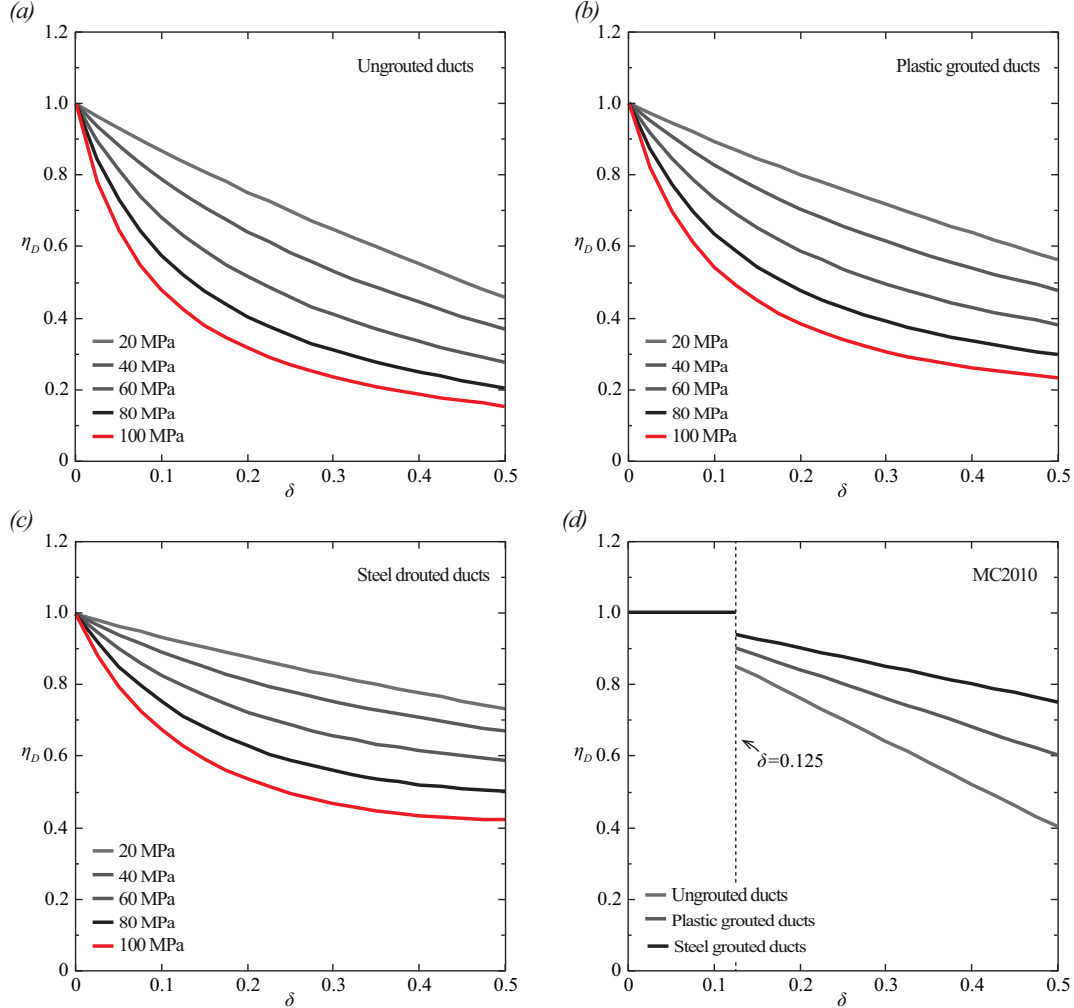 (a)
1.2
1.0
0.8
0.6
0.4
0.2
0
η_D
Ungrouted ducts
20 MPa
40 MPa
60 MPa
80 MPa
100 MPa
0 0.1 0.2 0.3 0.4 0.5
δ
(b)
1.2
1.0
0.8
0.6
0.4
0.2
0
η_D
Plastic grouted ducts
20 MPa
40 MPa
60 MPa
80 MPa
100 MPa
0 0.1 0.2 0.3 0.4 0.5
δ
(c)
1.2
1.0
0.8
0.6
0.4
0.2
0
η_D
Steel drouted ducts
20 MPa
40 MPa
60 MPa
80 MPa
100 MPa
0 0.1 0.2 0.3 0.4 0.5
δ
(d)
1.2
1.0
0.8
0.6
0.4
0.2
0
η_D
MC2010
δ=0.125
Ungrouted ducts
Plastic grouted ducts
Steel grouted ducts
0 0.1 0.2 0.3 0.4 0.5
δ